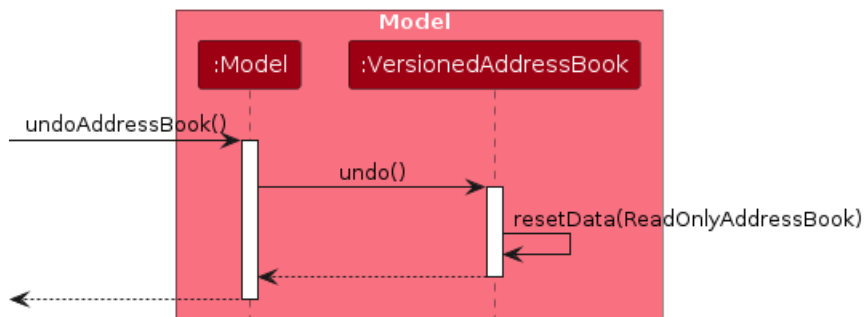 Model
:Model
:VersionedAddressBook
undoAddressBook()
undo()
resetData(ReadOnlyAddressBook)